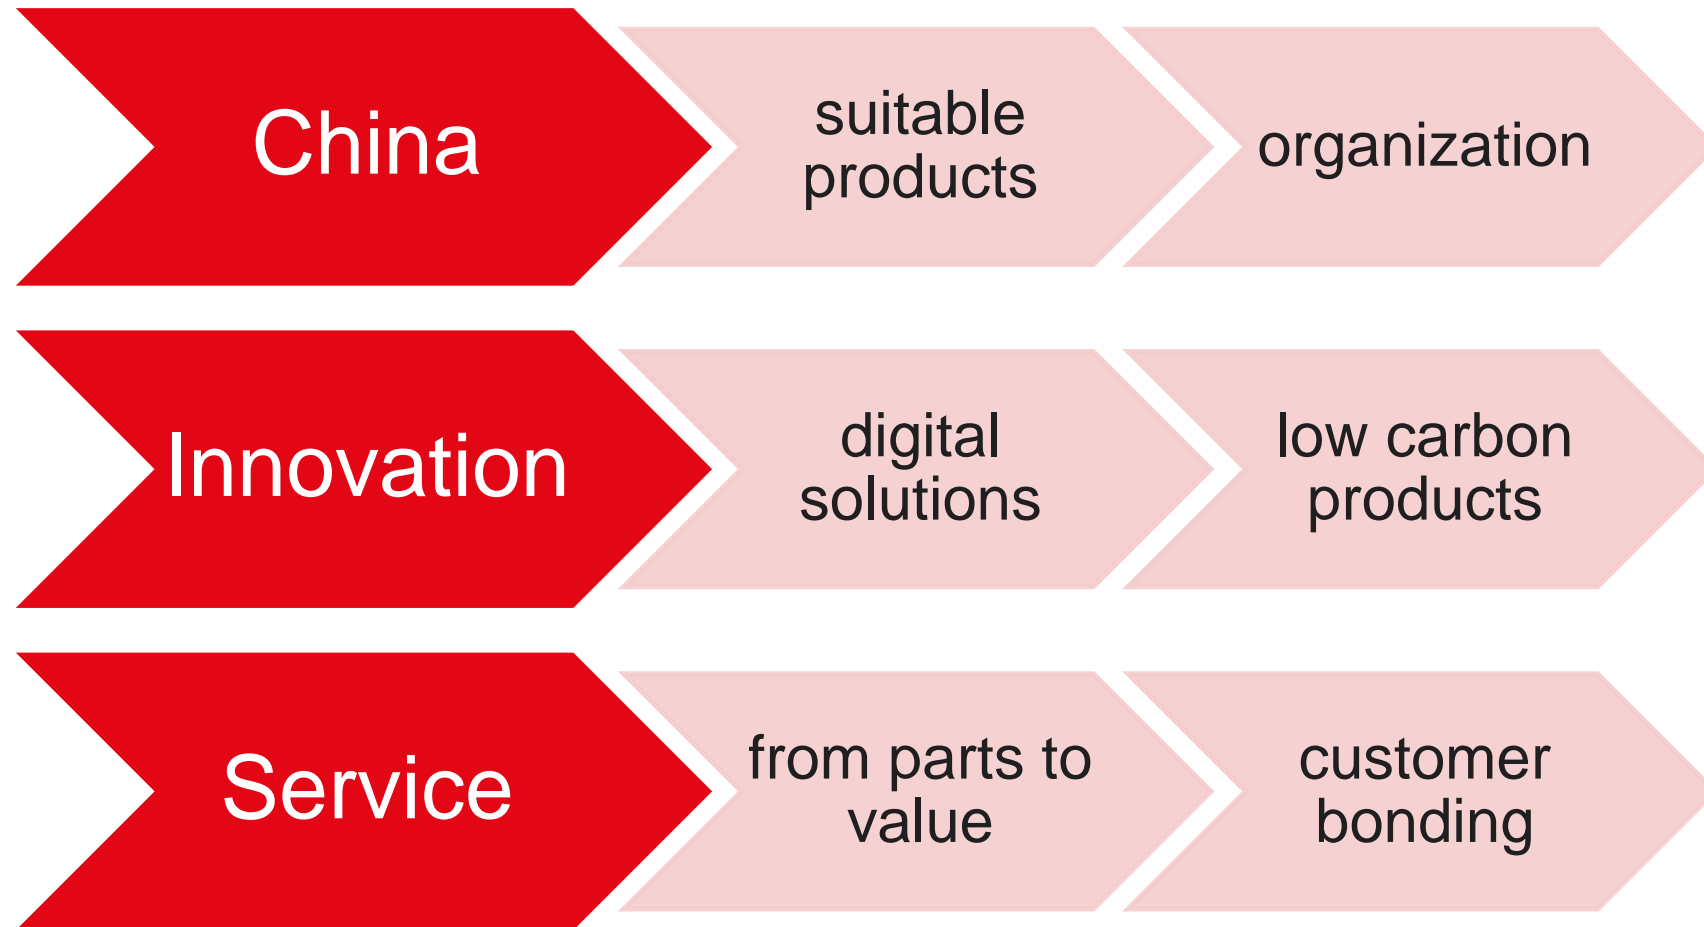 China
suitable
products
organization
Innovation
digital
solutions
low carbon
products
Service
from parts to
value
customer
bonding